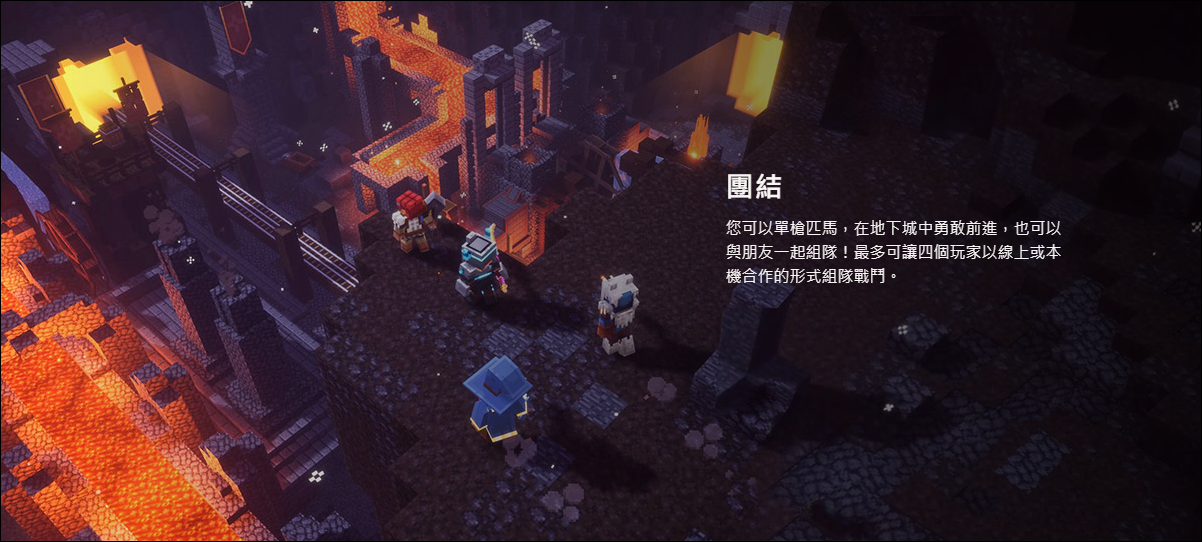 團結
您可以單槍匹馬，在地下城中勇敢前進，也可以
與朋友一起組隊！最多可讓四個玩家以線上或本
機合作的形式組隊戰鬥。